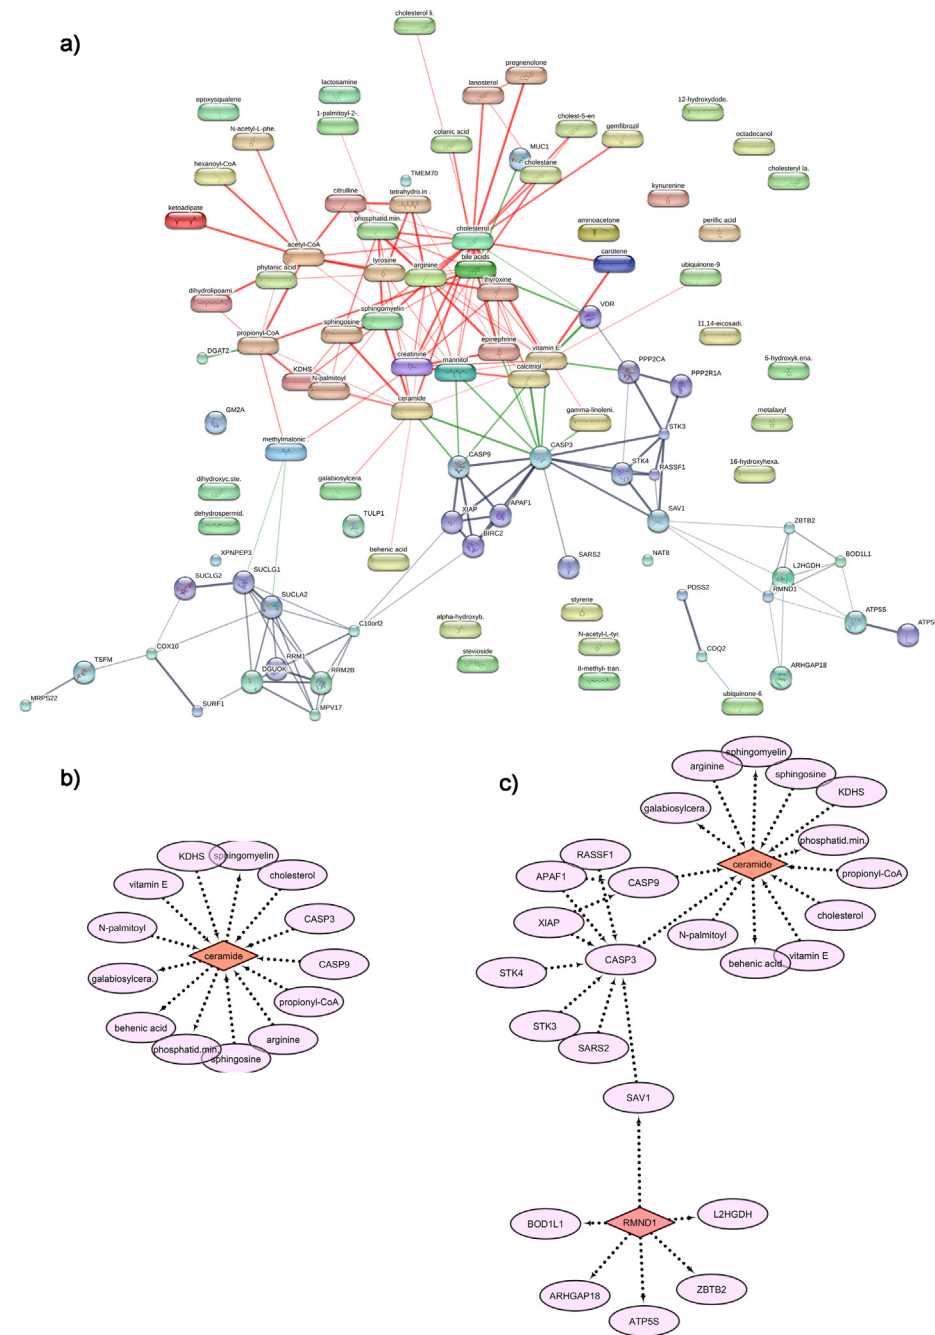 a)
cholesterol li.
pregnenolone
lanosterol
lactosamine
epoxysqualene
1-palmitoyl-2-.
cholest-5-en
gemfibrozil
12-hydroxydode.
octadecanol
N-acetyl-L-phe.
colanic acid
MUC1
cholestane
cholesteryl la.
hexanoyl-CoA
TMEM70
citrulline
tetrahydro.in .
kynurenine
ketoadipate
phosphatid.min.
cholesterol
aminoacetone
perillic acid
acetyl-CoA
tyrosine
arginine
bile acids
carotene
phytanic acid
thyroxine
ubiquinone-9
dihydrolipoami.
sphingomyelin
sphingosine
VDR
propionyl-CoA
epinephrine
vitamin E
11,14-eicosadi.
DGAT2
creatinine
mannitol
calcitriol
PPP2CA
PPP2R1A
5-hydroxyk.ena.
KDHS
N-palmitoyl
ceramide
gamma-linoleni.
GM2A
STK3
metalaxyl
methylmalonic .
CASP9
CASP3
STK4
RASSF1
16-hydroxyhexa.
dihydroxyc.ste.
galabiosylcera.
XIAP
APAF1
SAV1
dehydrospermid.
TULP1
BIRC2
ZBTB2
XPNPEP3
behenic acid
SARS2
NAT8
BOD1L1
SUCLG2
SUCLG1
L2HGDH
RMND1
SUCLA2
PDSS2
styrene
alpha-hydroxyb.
C10orf2
ATP5S
ATP5
N-acetyl-L-tyr.
COX10
RRM1
stevioside
TSFM
DGUOK
RRM2B
8-methyl- tran.
COQ2
ARHGAP18
MRPS22
SURF1
MPV17
ubiquinone-6
b)
KDHS
sphingomyelin
cholesterol
vitamin E
CASP3
N-palmitoyl
ceramide
CASP9
galabiosylcera.
propionyl-CoA
behenic acid
arginine
phosphatid.min.
sphingosine
c)
sphingomyelin
arginine
sphingosine
KDHS
galabiosylcera.
phosphatid.min.
RASSF1
APAF1
ceramide
CASP9
propionyl-CoA
XIAP
cholesterol
N-palmitoyl
vitamin E
behenic acid
CASP3
STK4
STK3
SARS2
SAV1
L2HGDH
BOD1L1
RMND1
ZBTB2
ARHGAP18
ATP5S